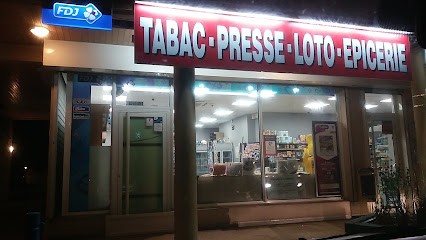 FDJ
TABAC - PRESSE - LOTO - EPICERIE